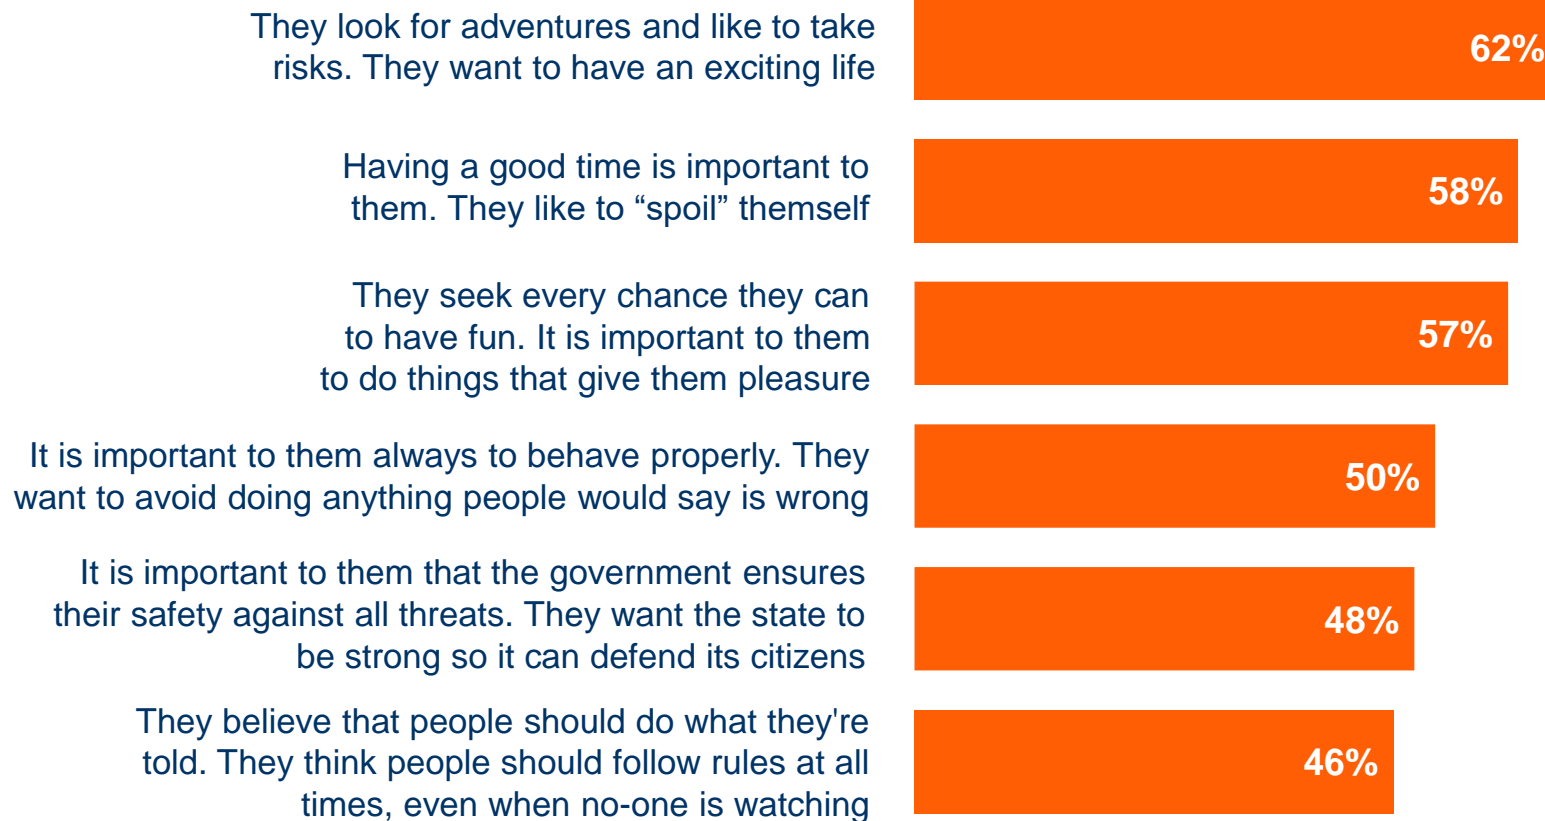 They look for adventures and like to take
risks. They want to have an exciting life
62%
Having a good time is important to
them. They like to “spoil” themself
58%
They seek every chance they can
to have fun. It is important to them
to do things that give them pleasure
57%
It is important to them always to behave properly. They
want to avoid doing anything people would say is wrong
50%
It is important to them that the government ensures
their safety against all threats. They want the state to
be strong so it can defend its citizens
48%
They believe that people should do what they're
told. They think people should follow rules at all
times, even when no-one is watching
46%